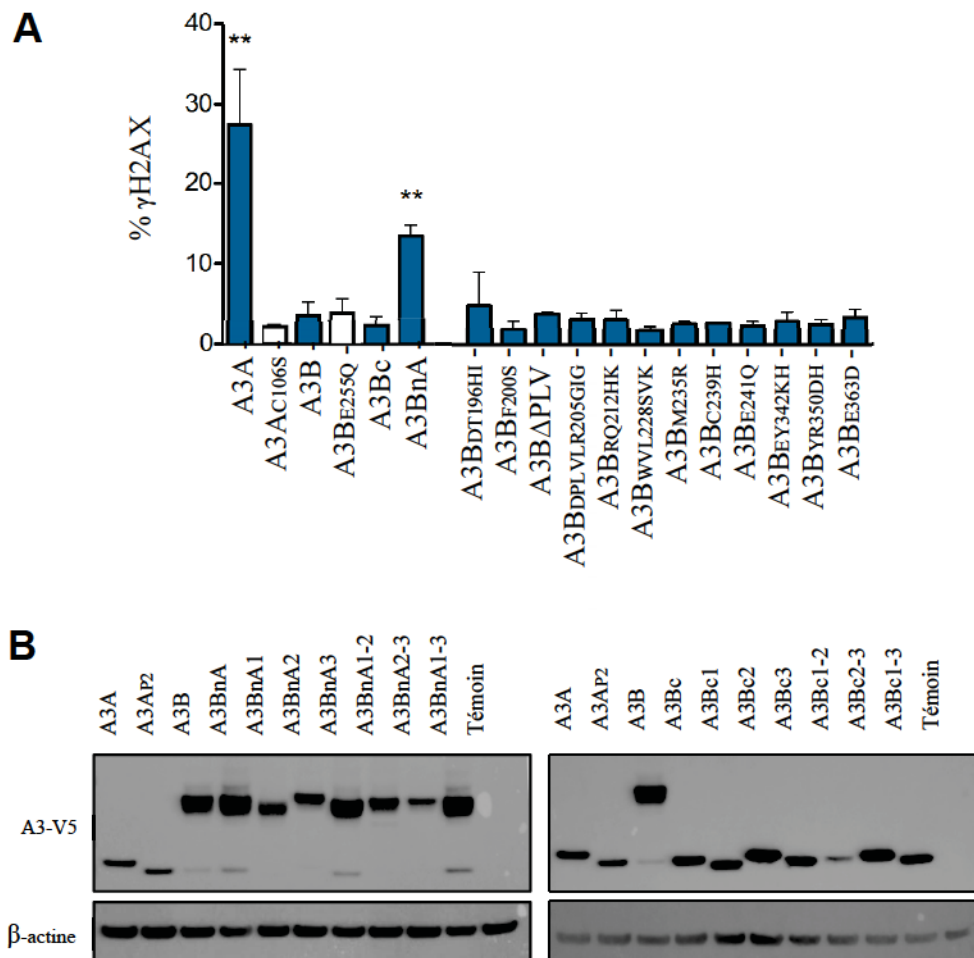 A
% γH2AX
40
30
20
10
0
**
**
A3A
A3AC106S
A3B
A3BE255Q
A3Bc
A3BnA
A3BDT196HI
A3BF200S
A3BΔPLV
A3BDPLVLR205GIG
A3BRQ212HK
A3BWVL228SVK
A3BM235R
A3BC239H
A3BE241Q
A3BEY342KH
A3BYR350DH
A3BE363D
B
A3A
A3AP2
A3B
A3BnA
A3BnA1
A3BnA2
A3BnA3
A3BnA1-2
A3BnA2-3
A3BnA1-3
Témoin
A3A
A3AP2
A3B
A3Bc
A3Bc1
A3Bc2
A3Bc3
A3Bc1-2
A3Bc2-3
A3Bc1-3
Témoin
A3-V5
β-actine